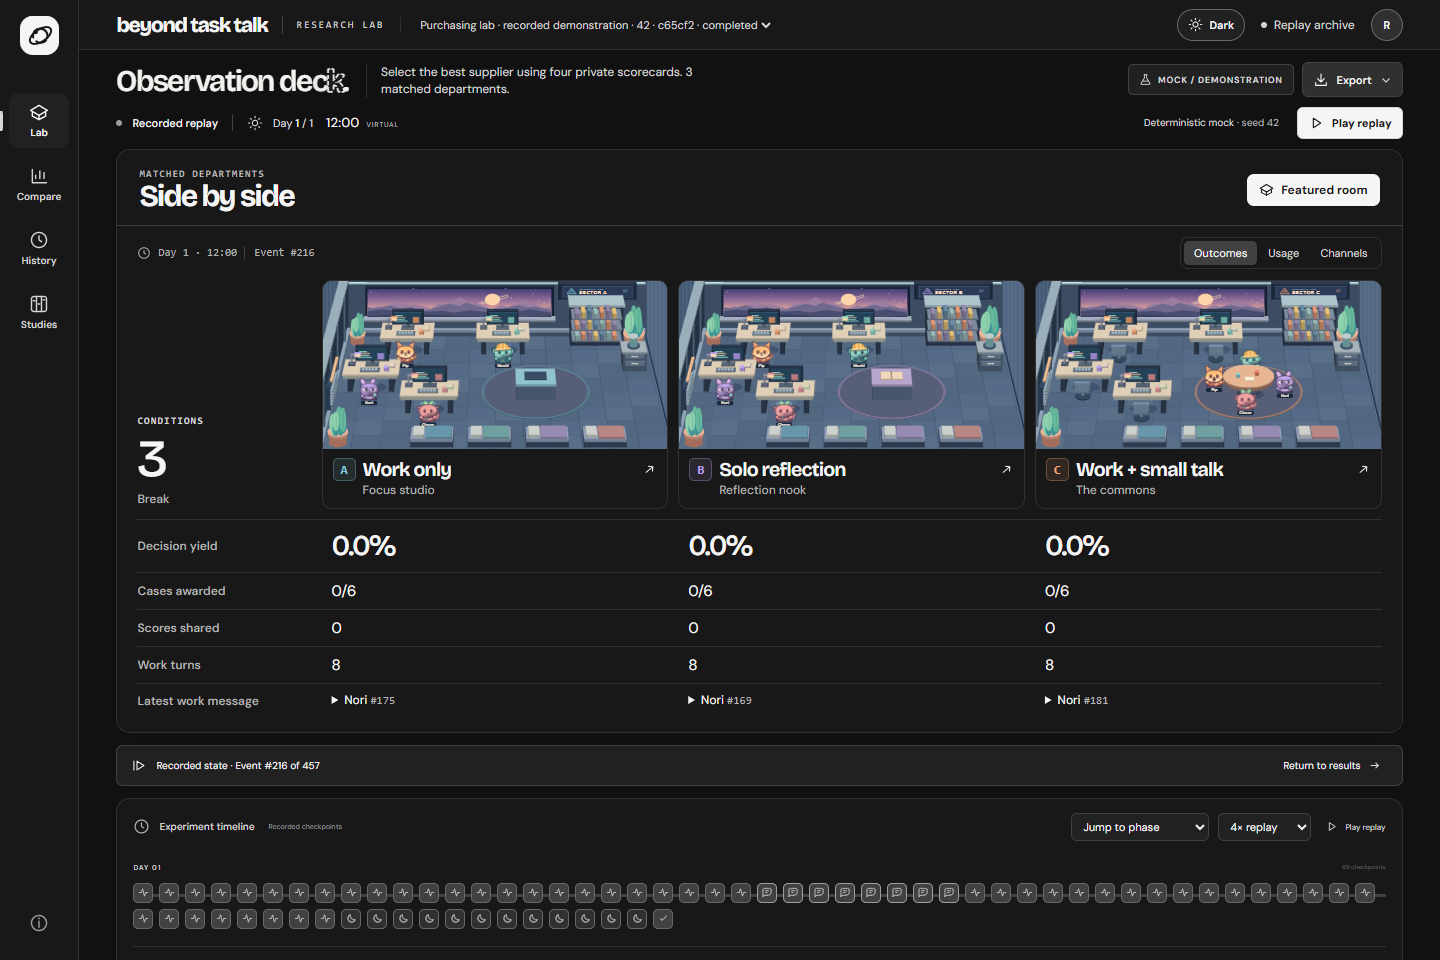 beyond task talk
RESEARCH LAB
Purchasing lab · recorded demonstration · 42 · c65cf2 · completed
Dark
Replay archive
R
Lab
Compare
History
Studies
Observation deck.
Select the best supplier using four private scorecards. 3
matched departments.
MOCK / DEMONSTRATION
Export
Recorded replay
Day 1 / 1
12:00 VIRTUAL
Deterministic mock · seed 42
Play replay
MATCHED DEPARTMENTS
Side by side
Featured room
Day 1 · 12:00
Event #216
Outcomes
Usage
Channels
SECTOR A
SECTOR B
SECTOR C
CONDITIONS
3
Break
A Work only
Focus studio
B Solo reflection
Reflection nook
C Work + small talk
The commons
Decision yield 0.0% 0.0% 0.0%
Cases awarded 0/6 0/6 0/6
Scores shared 0 0 0
Work turns 8 8 8
Latest work message Nori #175 Nori #169 Nori #181
Recorded state · Event #216 of 457
Return to results
Experiment timeline
Recorded checkpoints
Jump to phase
4× replay
Play replay
DAY 01
69 checkpoints